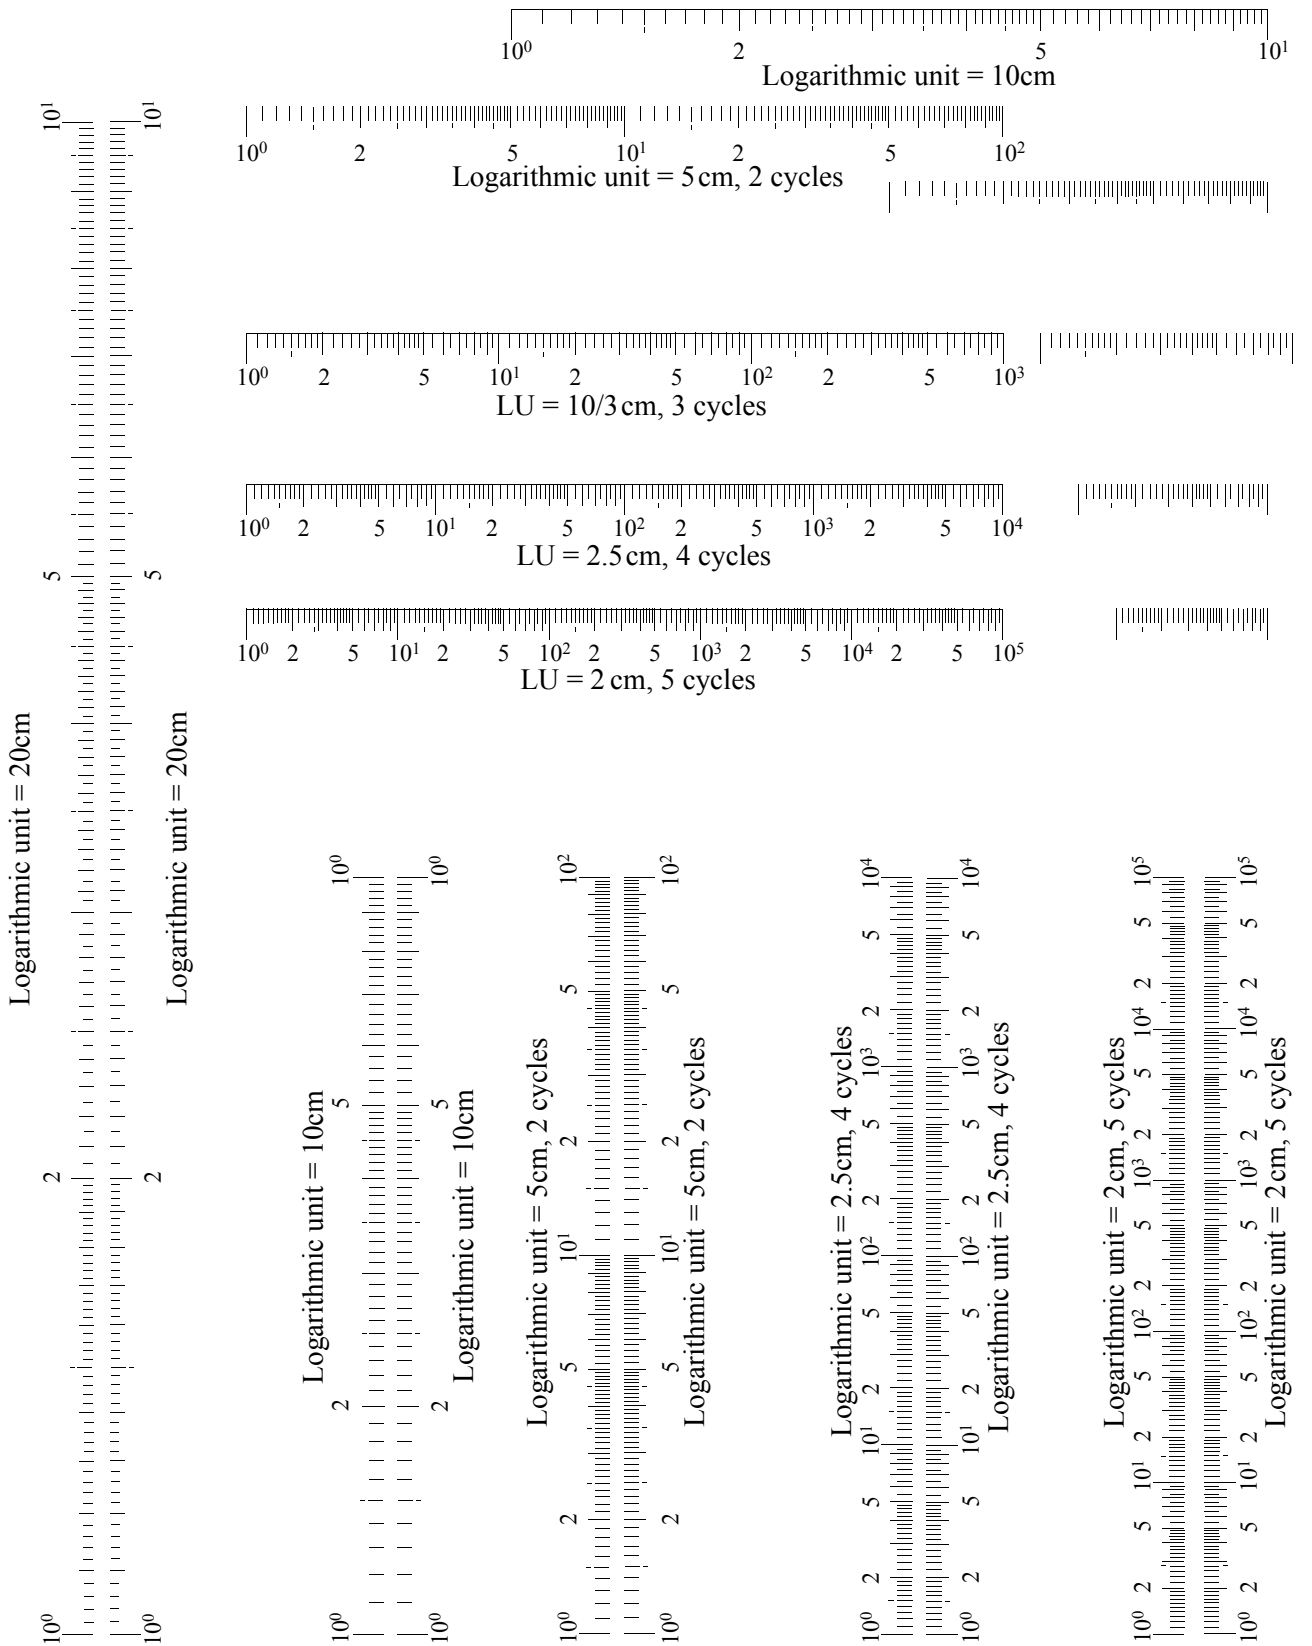 10⁰ 2 5 10¹
Logarithmic unit = 10cm
10⁰ 2 5 10¹ 2 5 10²
Logarithmic unit = 5cm, 2 cycles
10⁰ 2 5 10¹ 2 5 10² 2 5 10³
LU = 10/3cm, 3 cycles
10⁰ 2 5 10¹ 2 5 10² 2 5 10³ 2 5 10⁴
LU = 2.5cm, 4 cycles
10⁰ 2 5 10¹ 2 5 10² 2 5 10³ 2 5 10⁴ 2 5 10⁵
LU = 2cm, 5 cycles
Logarithmic unit = 20cm
10⁰ 2 5 10¹
10⁰ 2 5 10¹
Logarithmic unit = 20cm
Logarithmic unit = 10cm
10⁰ 2 5 10⁰
10⁰ 2 5 10⁰
Logarithmic unit = 10cm
Logarithmic unit = 5cm, 2 cycles
10⁰ 2 5 10¹ 2 5 10²
10⁰ 2 5 10¹ 2 5 10²
Logarithmic unit = 5cm, 2 cycles
Logarithmic unit = 2.5cm, 4 cycles
10⁰ 2 5 10¹ 2 5 10² 2 5 10³ 2 5 10⁴
10⁰ 2 5 10¹ 2 5 10² 2 5 10³ 2 5 10⁴
Logarithmic unit = 2.5cm, 4 cycles
Logarithmic unit = 2cm, 5 cycles
10⁰ 2 5 10¹ 2 5 10² 2 5 10³ 2 5 10⁴ 2 5 10⁵
10⁰ 2 5 10¹ 2 5 10² 2 5 10³ 2 5 10⁴ 2 5 10⁵
Logarithmic unit = 2cm, 5 cycles